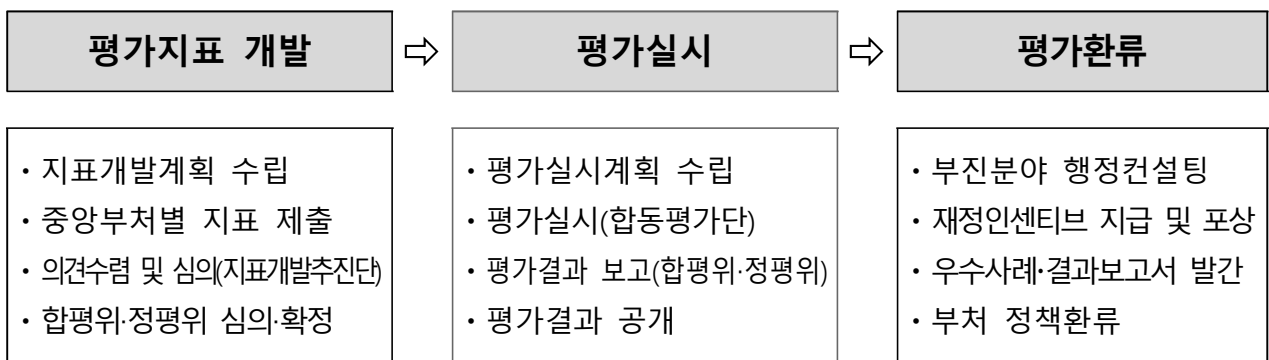 평가지표 개발 ⇨ 평가실시 ⇨ 평가환류
· 지표개발계획 수립
· 중앙부처별 지표 제출
· 의견수렴 및 심의(지표개발추진단)
· 합평위·정평위 심의·확정
· 평가실시계획 수립
· 평가실시(합동평가단)
· 평가결과 보고(합평위·정평위)
· 평가결과 공개
· 부진분야 행정컨설팅
· 재정인센티브 지급 및 포상
· 우수사례·결과보고서 발간
· 부처 정책환류